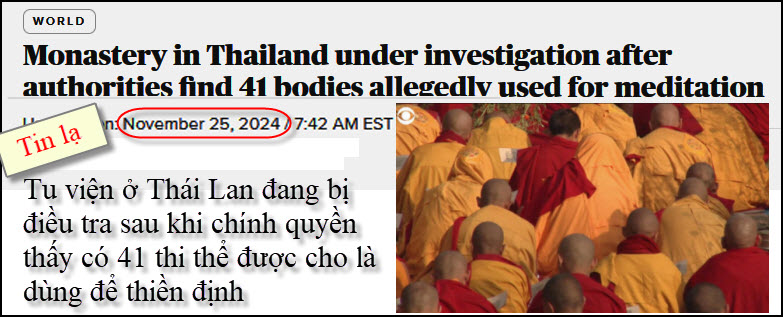 WORLD
Monastery in Thailand under investigation after
authorities find 41 bodies allegedly used for meditation
November 25, 2024 / 7:42 AM EST
Tin lạ
Tu viện ở Thái Lan đang bị
điều tra sau khi chính quyền
thấy có 41 thi thể được cho là
dùng để thiền định